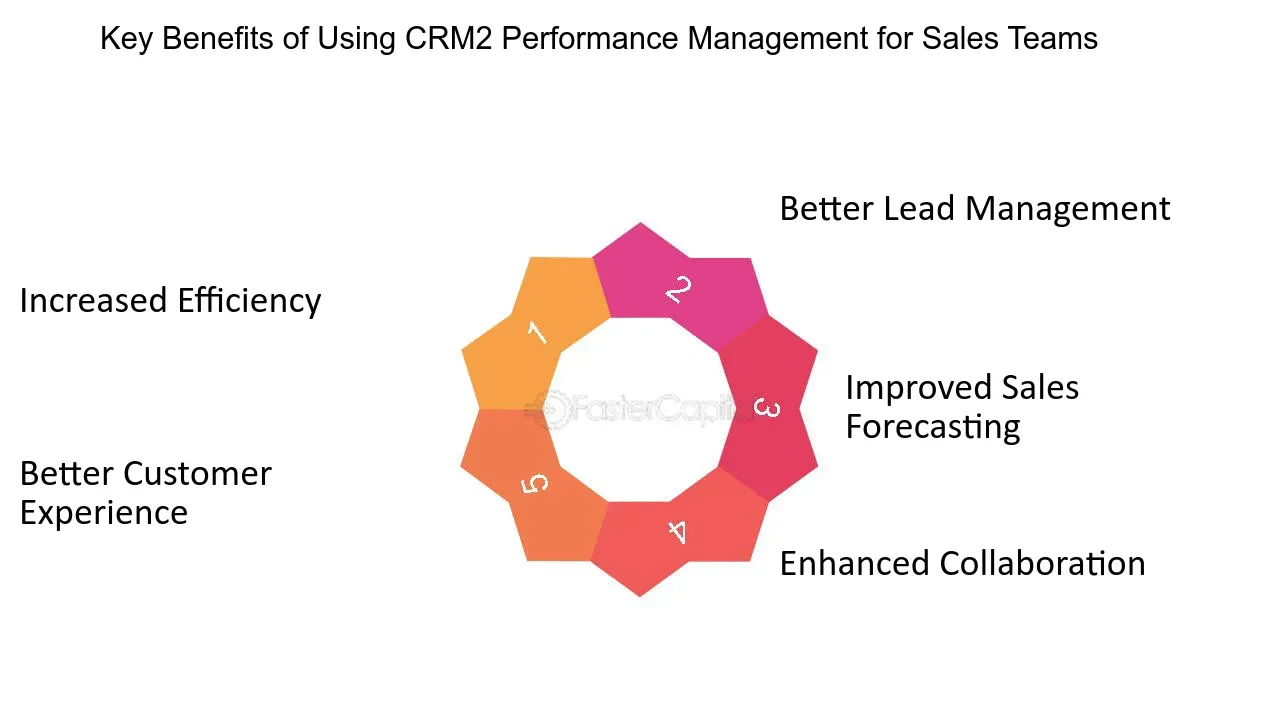 Key Benefits of Using CRM2 Performance Management for Sales Teams
Better Lead Management
Increased Efficiency
2
1
Improved Sales
Forecasting
3
FasterCapital
Better Customer
Experience
5
4
Enhanced Collaboration